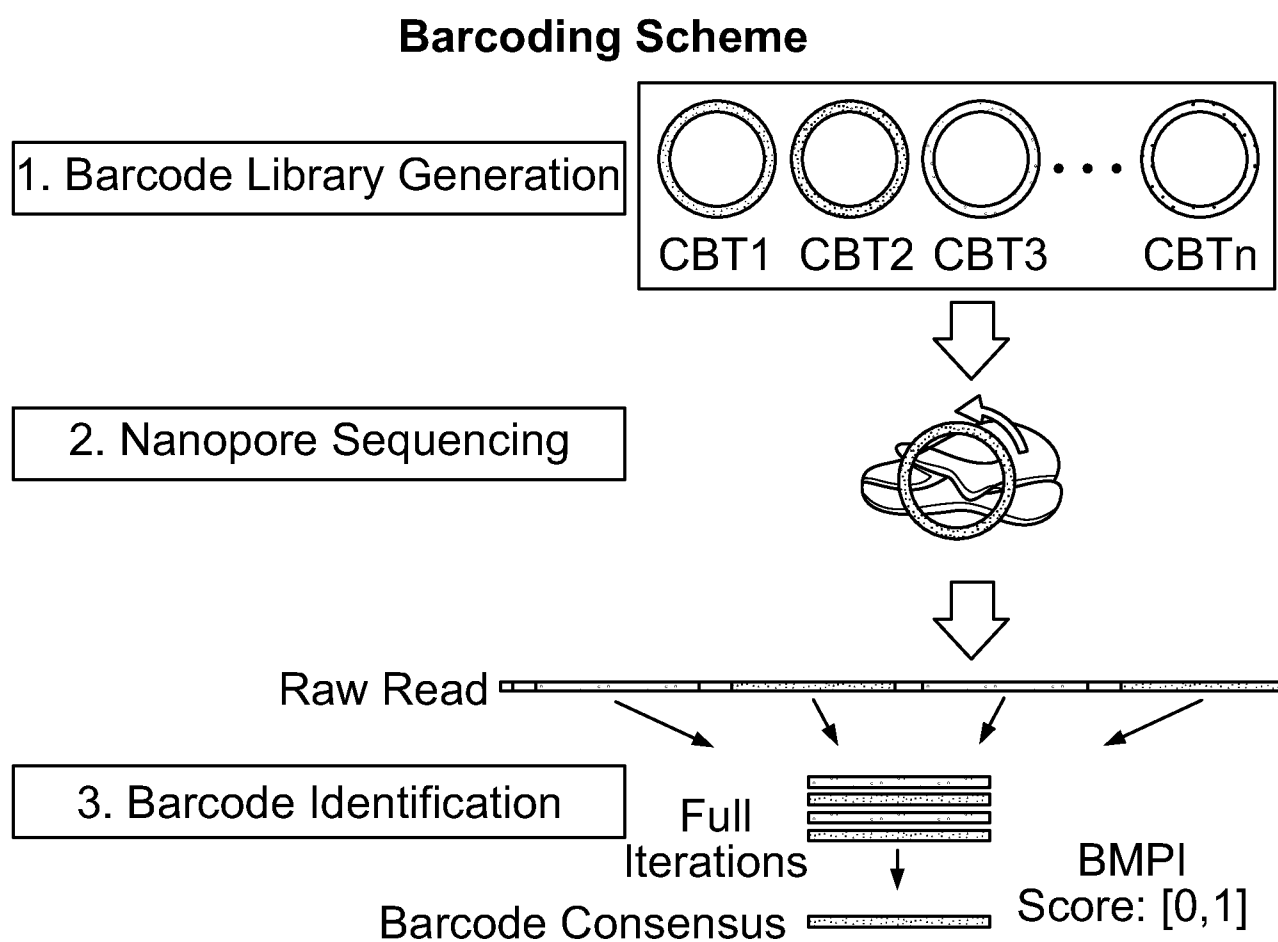 Barcoding Scheme
1. Barcode Library Generation
CBT1 CBT2 CBT3 CBTn
2. Nanopore Sequencing
Raw Read
3. Barcode Identification
Full
Iterations
BMPI
Score: [0,1]
Barcode Consensus